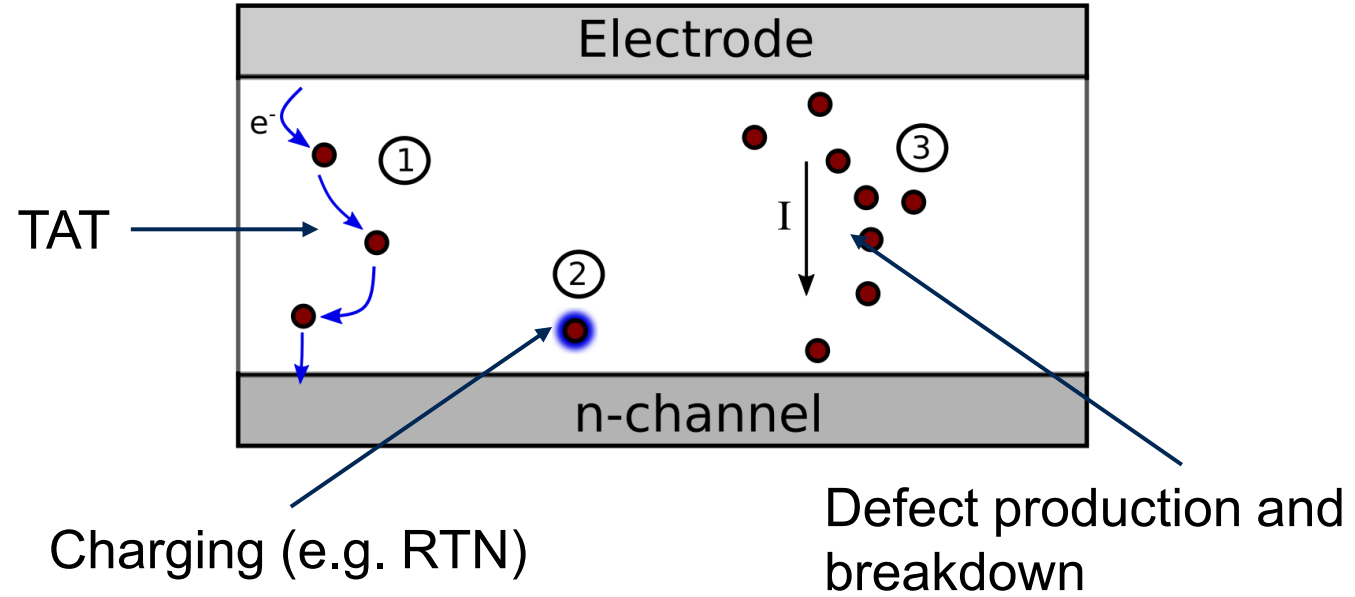 Electrode
e-
1
3
TAT
I
2
n-channel
Charging (e.g. RTN)
Defect production and
breakdown